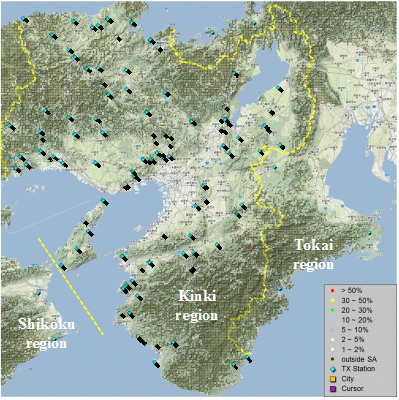 Tokai
region
Kinki
region
Shikoku
region
> 50%
30 ~ 50%
20 ~ 30%
10 ~ 20%
5 ~ 10%
2 ~ 5%
1 ~ 2%
outside SA
TX Station
City
Cursor